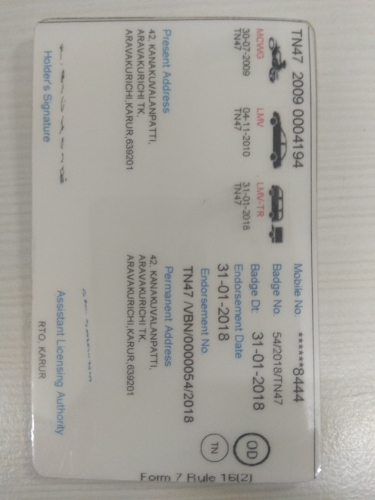 TN47 2009 0004194
MCWG
30-07-2009
TN47
LMV
04-11-2010
TN47
LMV-TR
31-01-2018
TN47
Mobile No. ******8444
Badge No. 54/2018/TN47
Badge Dt. 31-01-2018
Endorsement Date
31-01-2018
Endorsement No.
TN47 /VBN/0000054/2018
OD
TN
Present Address
42, KANAKUVALANPATTI,
ARAVAKURICHI TK,
ARAVAKURICHI,KARUR,639201
Permanent Address
42, KANAKUVALANPATTI,
ARAVAKURICHI TK,
ARAVAKURICHI,KARUR,639201
Holder's Signature
Assistant Licensing Authority
RTO, KARUR
Form 7 Rule 16(2)